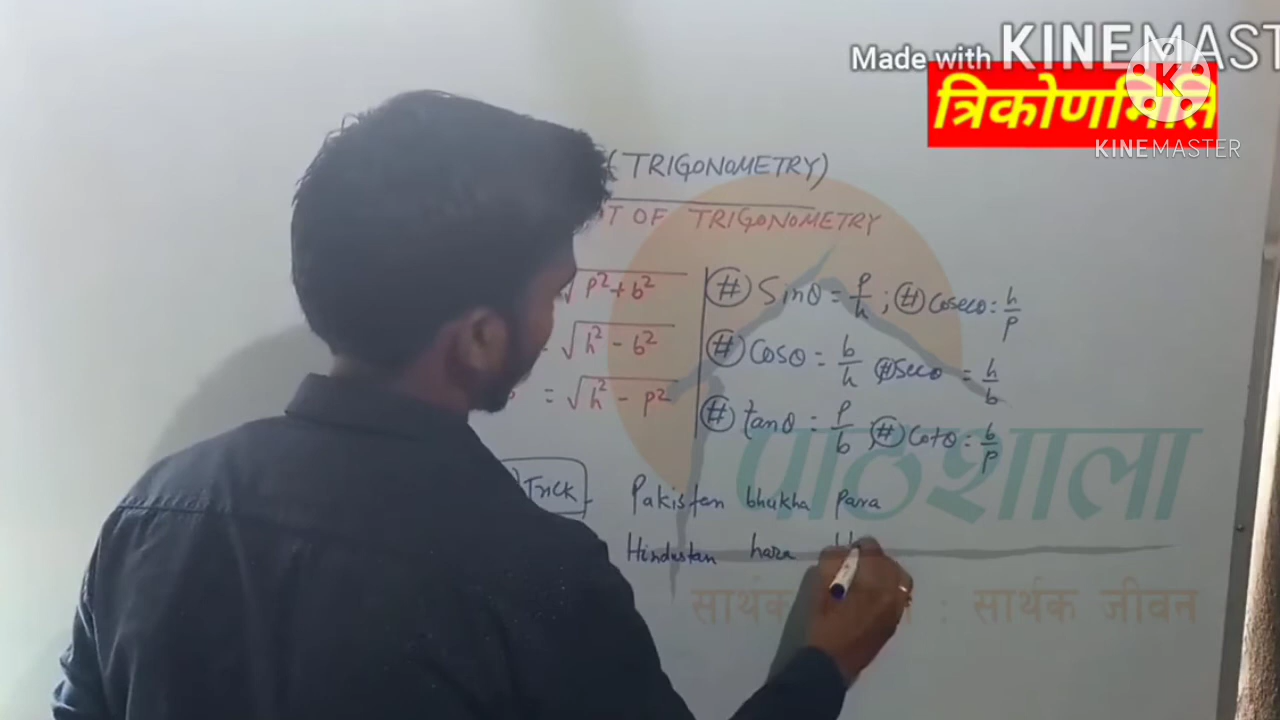 Made with KINEMAST
त्रिकोणमिति
KINEMASTER
(TRIGONOMETRY)
T OF TRIGONOMETRY
√P²+b²
= √h²-b²
= √h²-p²
# Sinθ = P/h ; # Cosecθ = h/P
# Cosθ = b/h # Secθ = h/b
# tanθ = P/b # Cotθ = b/P
Trick
Pakistan bhukha Para
Hindustan hara
पाठशाला
सार्थक : सार्थक जीवन